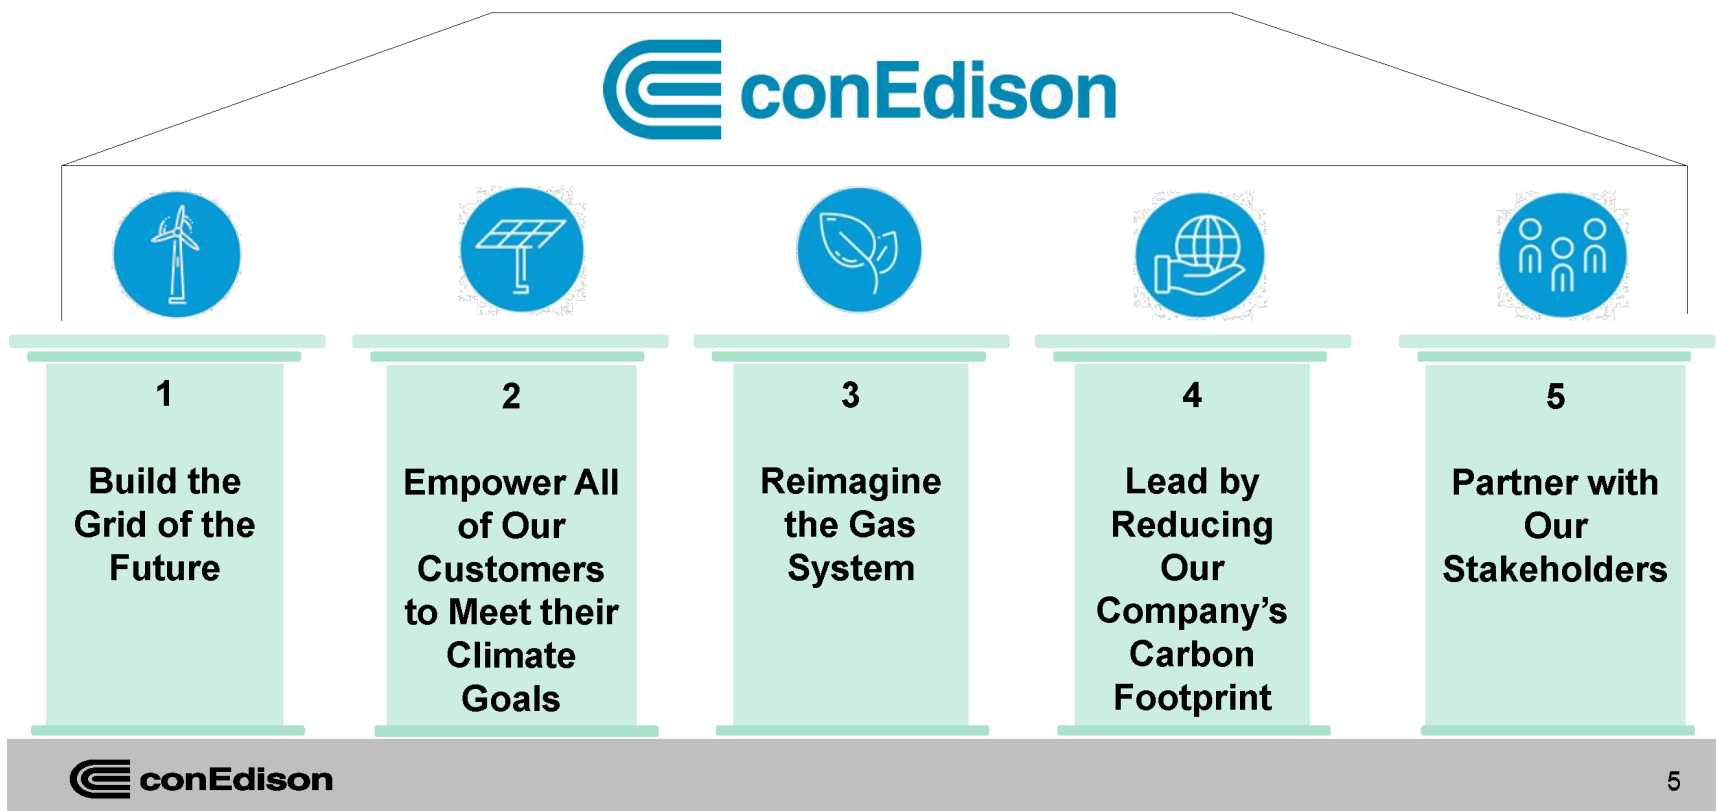 conEdison
1
Build the
Grid of the
Future
2
Empower All
of Our
Customers
to Meet their
Climate
Goals
3
Reimagine
the Gas
System
4
Lead by
Reducing
Our
Company’s
Carbon
Footprint
5
Partner with
Our
Stakeholders
conEdison
5